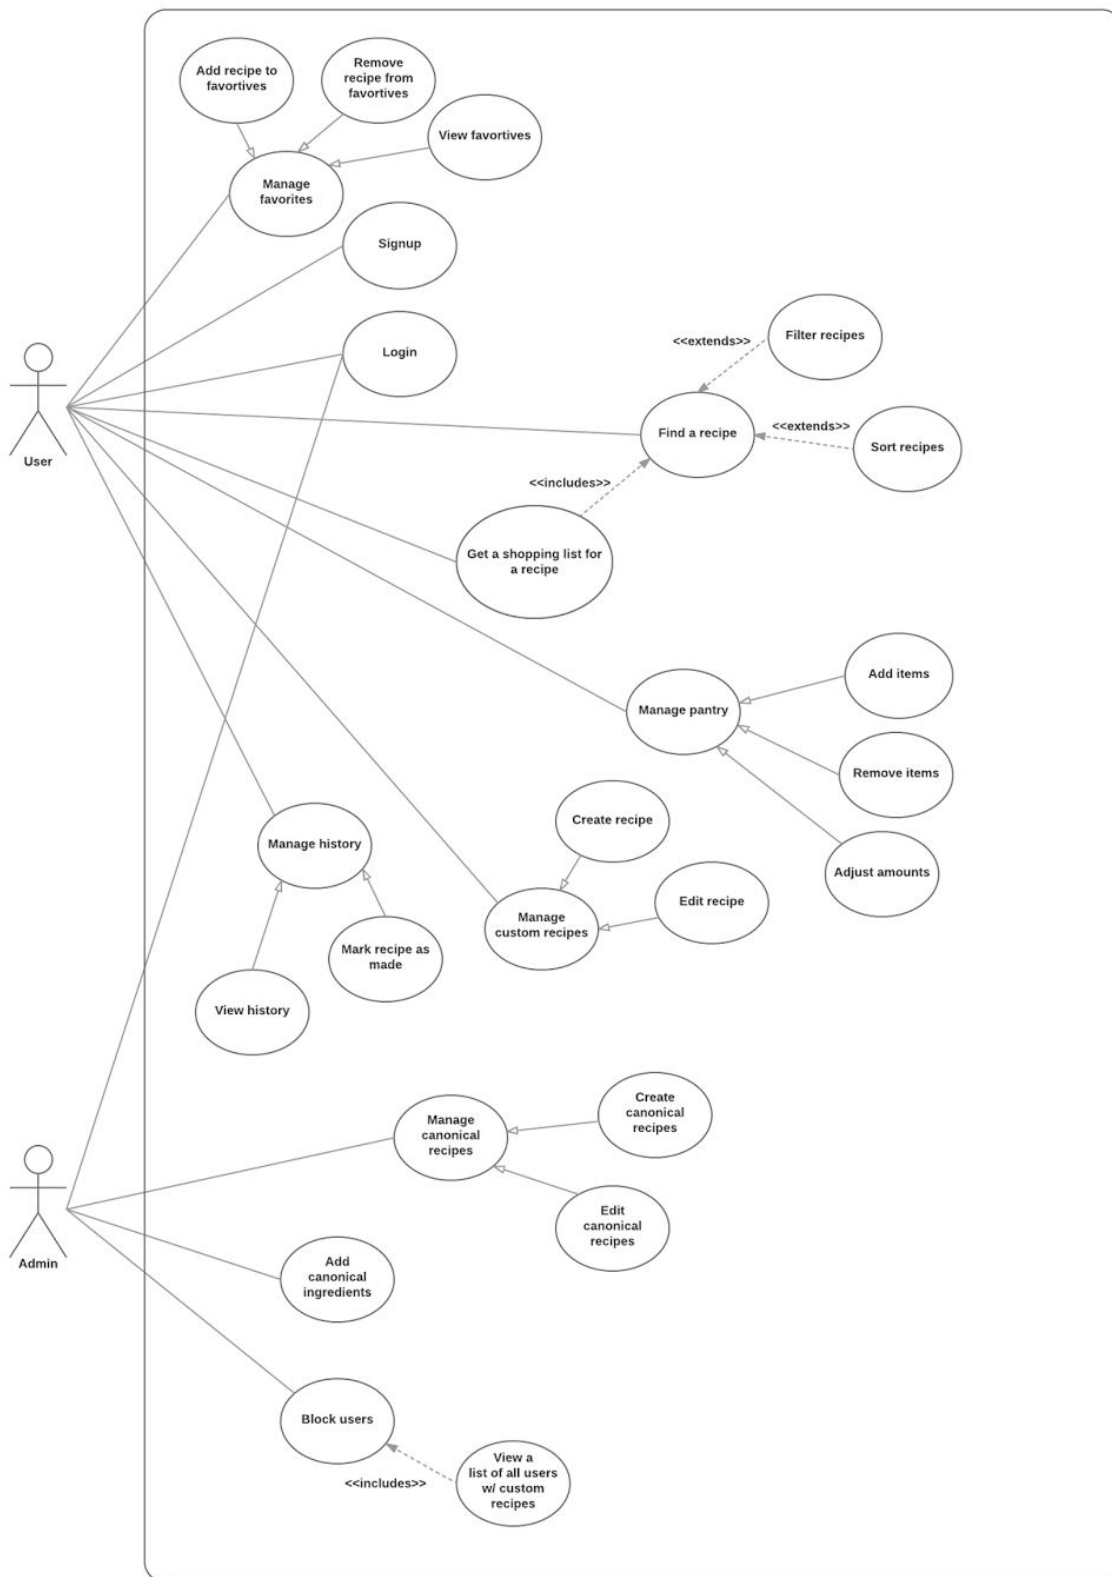 Add recipe to
favortives
Remove
recipe from
favortives
View favortives
Manage
favorites
Signup
Login
User
Filter recipes
<<extends>>
Find a recipe
<<extends>>
Sort recipes
<<includes>>
Get a shopping list for
a recipe
Add items
Manage pantry
Remove items
Adjust amounts
Create recipe
Manage history
Edit recipe
Manage
custom recipes
Mark recipe as
made
View history
Manage
canonical
recipes
Create
canonical
recipes
Edit
canonical
recipes
Admin
Add
canonical
ingredients
Block users
<<includes>>
View a
list of all users
w/ custom
recipes